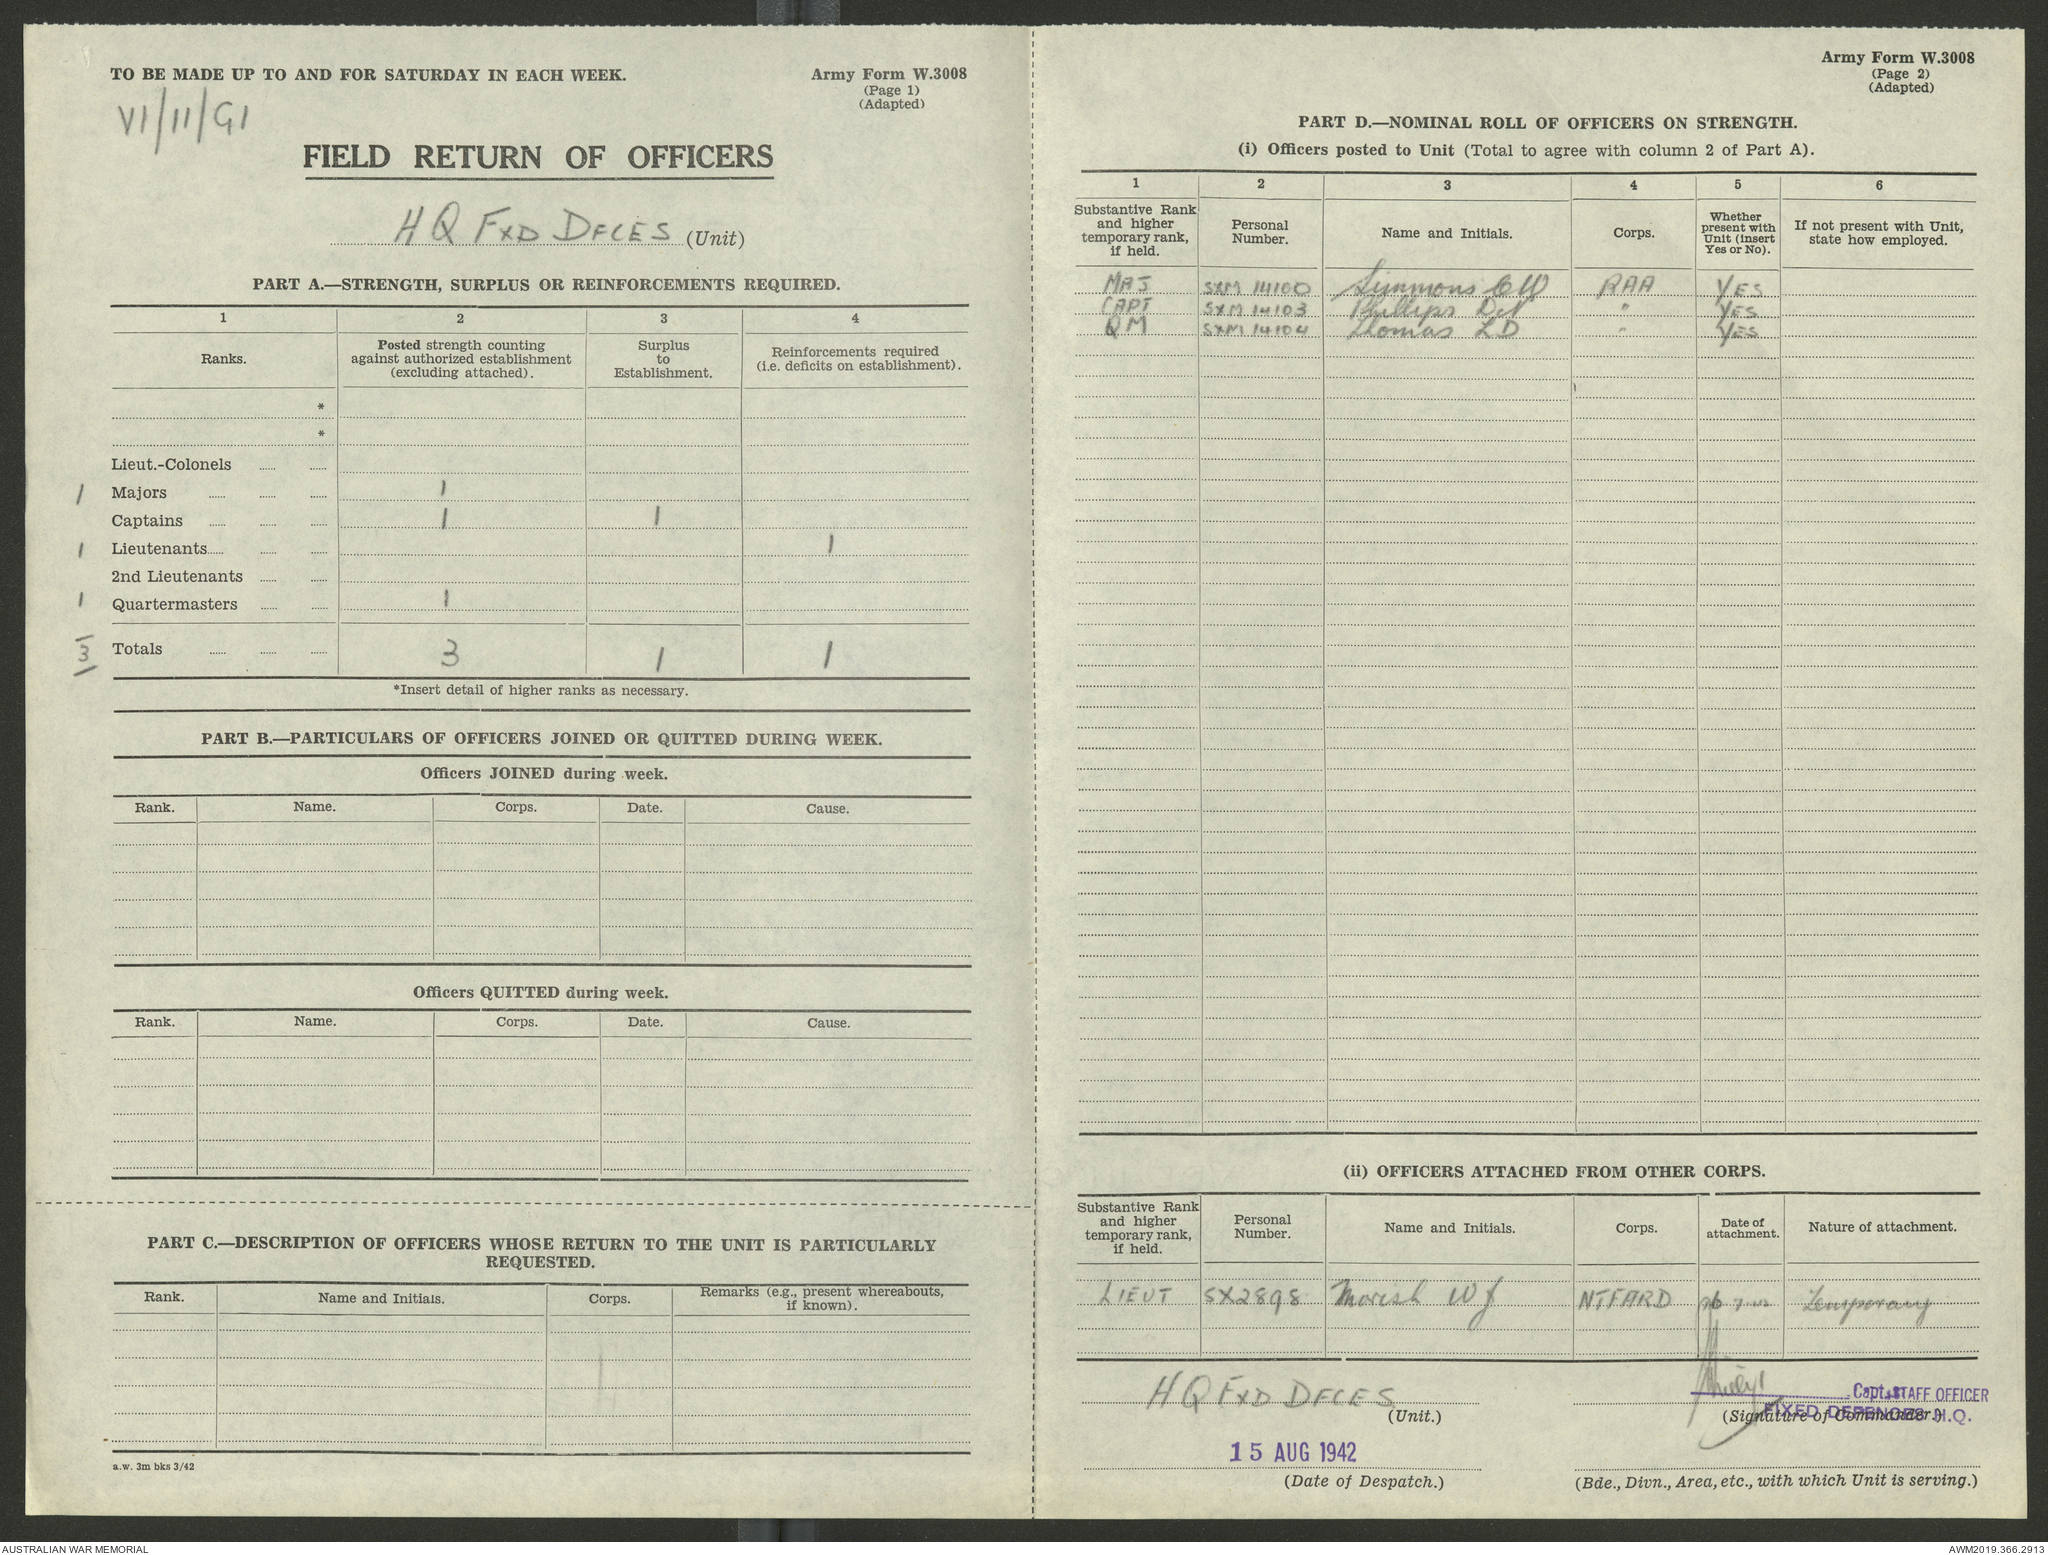 TO BE MADE UP TO AND FOR SATURDAY IN EACH WEEK.
Army Form W.3008
(Page 1)
(Adapted)
VI/11/G1
FIELD RETURN OF OFFICERS
HQ FXD DFCES (Unit)
PART A.—STRENGTH, SURPLUS OR REINFORCEMENTS REQUIRED.
1 2 3 4
Ranks.
Posted strength counting
against authorized establishment
(excluding attached).
Surplus
to
Establishment.
Reinforcements required
(i.e. deficits on establishment).
*
*
Lieut.-Colonels
1 Majors 1
Captains 1 1
1 Lieutenants 1
2nd Lieutenants
1 Quartermasters 1
3 Totals 3 1 1
*Insert detail of higher ranks as necessary.
PART B.—PARTICULARS OF OFFICERS JOINED OR QUITTED DURING WEEK.
Officers JOINED during week.
Rank. Name. Corps. Date. Cause.
Officers QUITTED during week.
Rank. Name. Corps. Date. Cause.
PART C.—DESCRIPTION OF OFFICERS WHOSE RETURN TO THE UNIT IS PARTICULARLY
REQUESTED.
Rank. Name and Initials. Corps. Remarks (e.g., present whereabouts,
if known).
a.w. 3m bks 3/42
Army Form W.3008
(Page 2)
(Adapted)
PART D.—NOMINAL ROLL OF OFFICERS ON STRENGTH.
(i) Officers posted to Unit (Total to agree with column 2 of Part A).
1 2 3 4 5 6
Substantive Rank
and higher
temporary rank,
if held.
Personal
Number.
Name and Initials.
Corps.
Whether
present with
Unit (insert
Yes or No).
If not present with Unit,
state how employed.
MAJ SXM 14100 Simmons CW RAA YES
CAPT SXM 14103 Phillips DN " YES
QM SXM 14104 Thomas LD " YES
(ii) OFFICERS ATTACHED FROM OTHER CORPS.
Substantive Rank
and higher
temporary rank,
if held.
Personal
Number.
Name and Initials.
Corps.
Date of
attachment.
Nature of attachment.
LIEUT SX2898 Morish WJ NTFARD Temporary
HQ FXD DFCES
(Unit.)
Capt. STAFF OFFICER
FIXED DEFENCES H.Q.
(Signature of Commander.)
15 AUG 1942
(Date of Despatch.)
(Bde., Divn., Area, etc., with which Unit is serving.)
AUSTRALIAN WAR MEMORIAL
AWM2019.366.2913